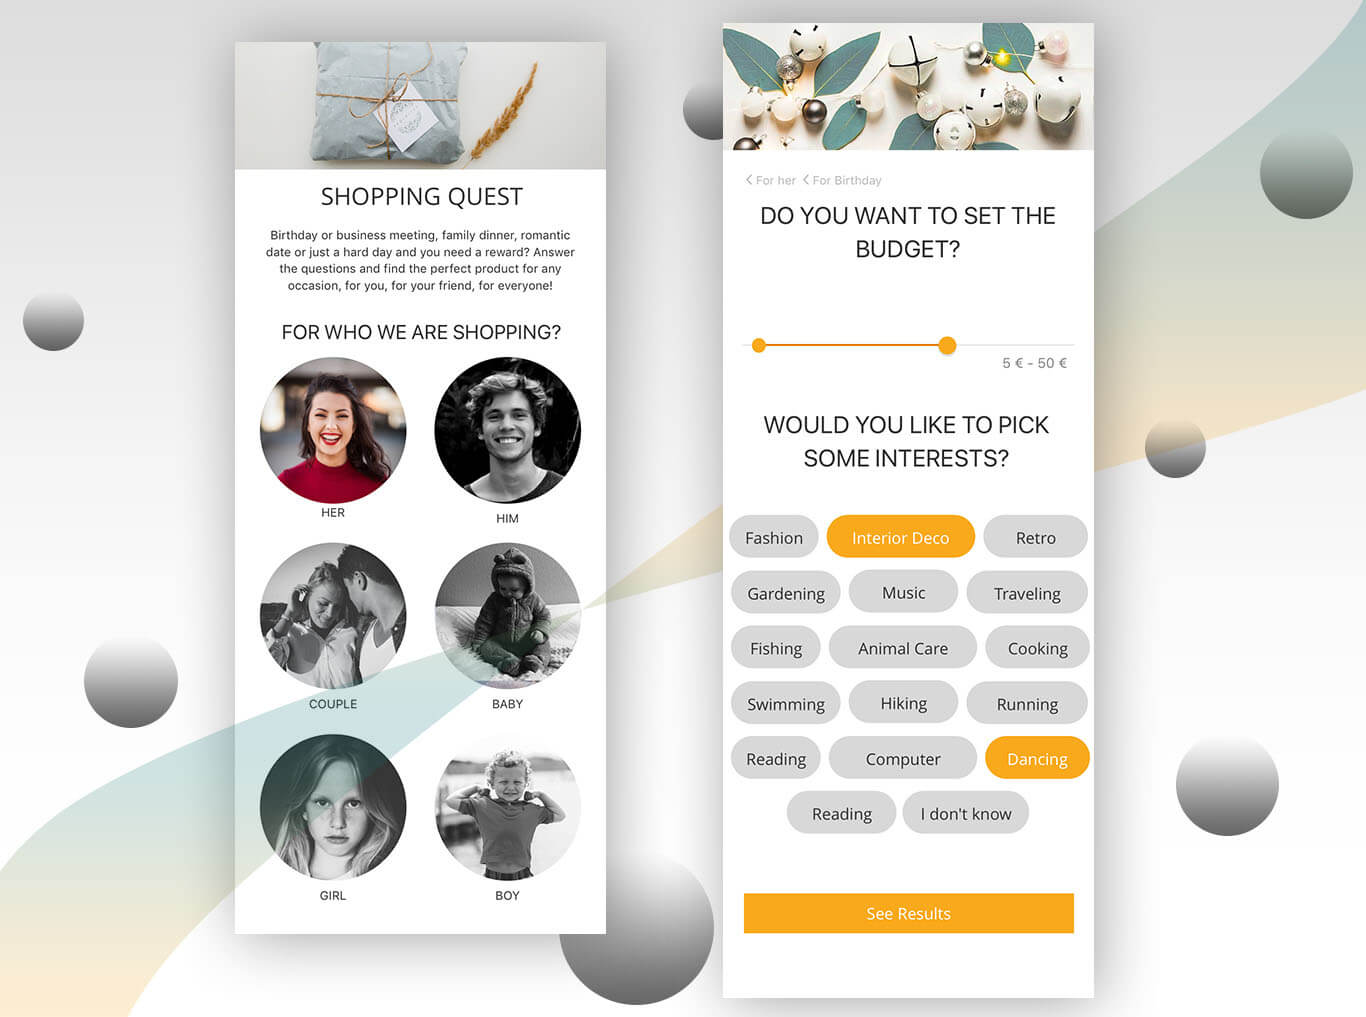 SHOPPING QUEST
Birthday or business meeting, family dinner, romantic
date or just a hard day and you need a reward? Answer
the questions and find the perfect product for any
occasion, for you, for your friend, for everyone!
FOR WHO WE ARE SHOPPING?
HER
HIM
COUPLE
BABY
GIRL
BOY
For her For Birthday
DO YOU WANT TO SET THE
BUDGET?
5 € - 50 €
WOULD YOU LIKE TO PICK
SOME INTERESTS?
Fashion Interior Deco Retro
Gardening Music Traveling
Fishing Animal Care Cooking
Swimming Hiking Running
Reading Computer Dancing
Reading I don't know
See Results